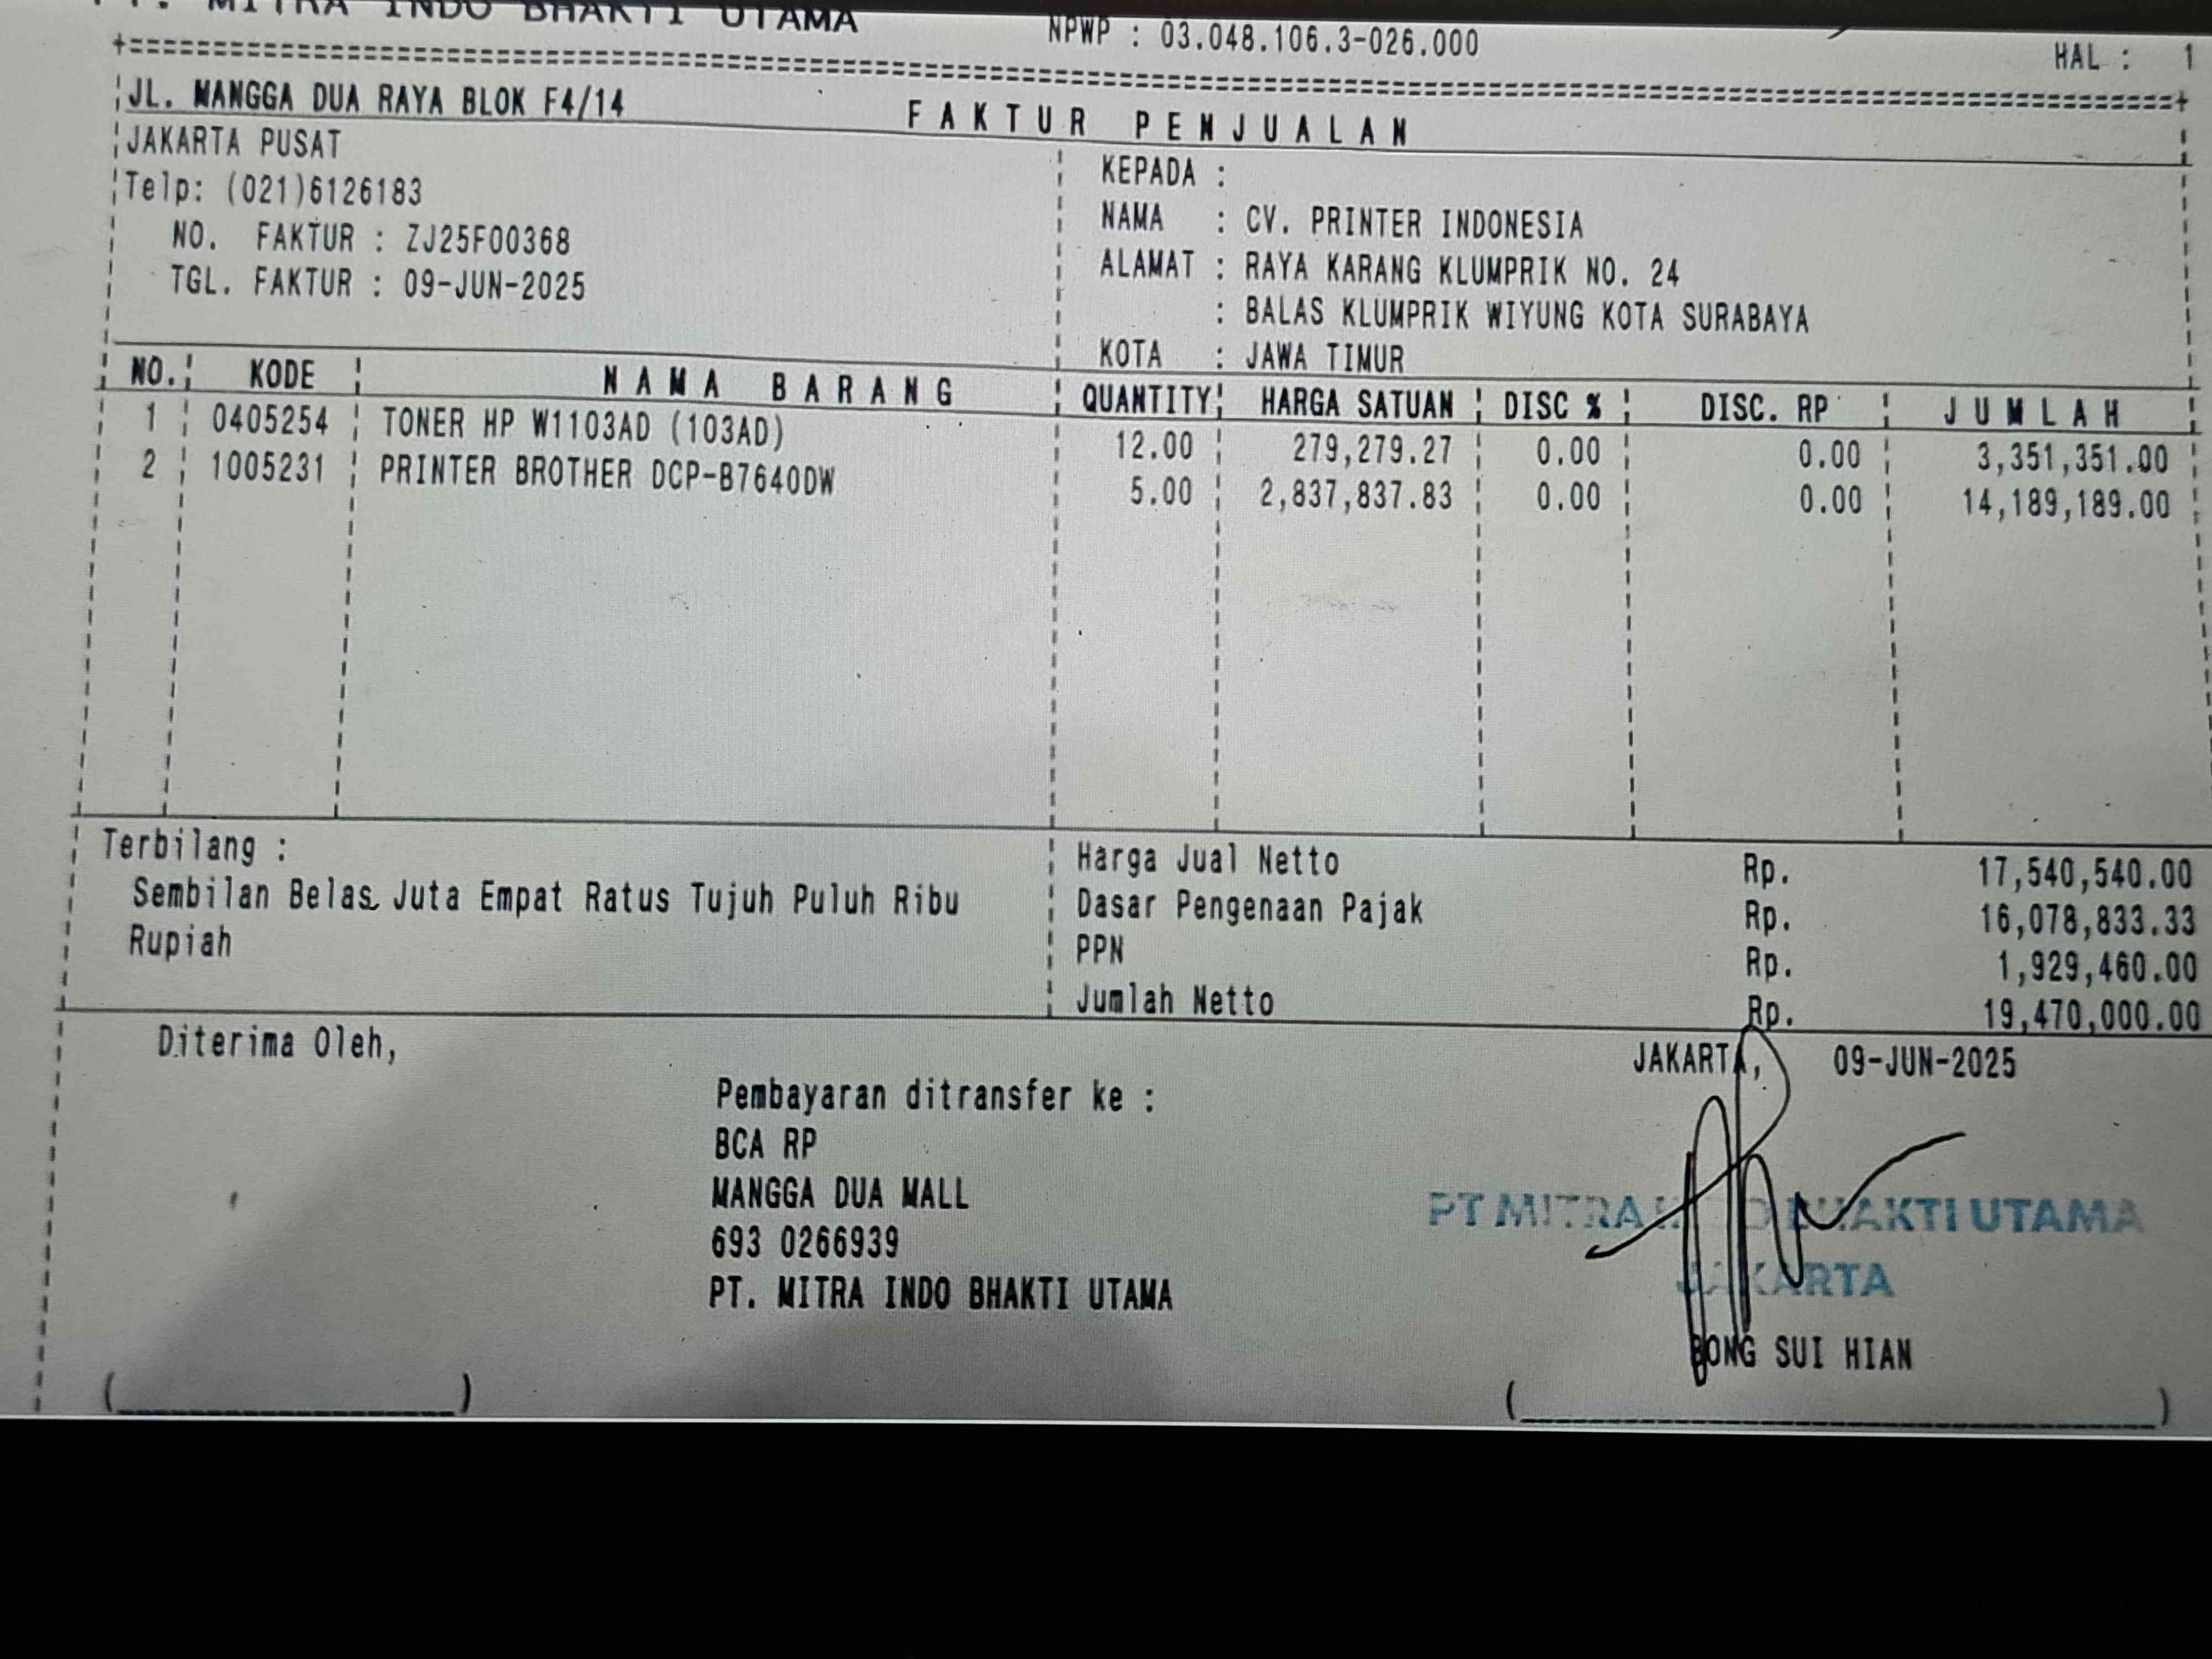 PT. MITRA INDO BHAKTI UTAMA NPWP : 03.048.106.3-026.000 HAL : 1
JL. MANGGA DUA RAYA BLOK F4/14
FAKTUR PENJUALAN
JAKARTA PUSAT
Telp: (021)6126183
NO. FAKTUR : ZJ25F00368
TGL. FAKTUR : 09-JUN-2025
KEPADA :
NAMA : CV. PRINTER INDONESIA
ALAMAT : RAYA KARANG KLUMPRIK NO. 24
: BALAS KLUMPRIK WIYUNG KOTA SURABAYA
KOTA : JAWA TIMUR
NO. KODE NAMA BARANG QUANTITY HARGA SATUAN DISC % DISC. RP JUMLAH
1 0405254 TONER HP W1103AD (103AD) 12.00 279,279.27 0.00 0.00 3,351,351.00
2 1005231 PRINTER BROTHER DCP-B7640DW 5.00 2,837,837.83 0.00 0.00 14,189,189.00
Terbilang :
Sembilan Belas Juta Empat Ratus Tujuh Puluh Ribu
Rupiah
Harga Jual Netto Rp. 17,540,540.00
Dasar Pengenaan Pajak Rp. 16,078,833.33
PPN Rp. 1,929,460.00
Jumlah Netto Rp. 19,470,000.00
Diterima Oleh,
Pembayaran ditransfer ke :
BCA RP
MANGGA DUA MALL
693 0266939
PT. MITRA INDO BHAKTI UTAMA
JAKARTA, 09-JUN-2025
PT MITRA INDO BHAKTI UTAMA
JAKARTA
BONG SUI HIAN